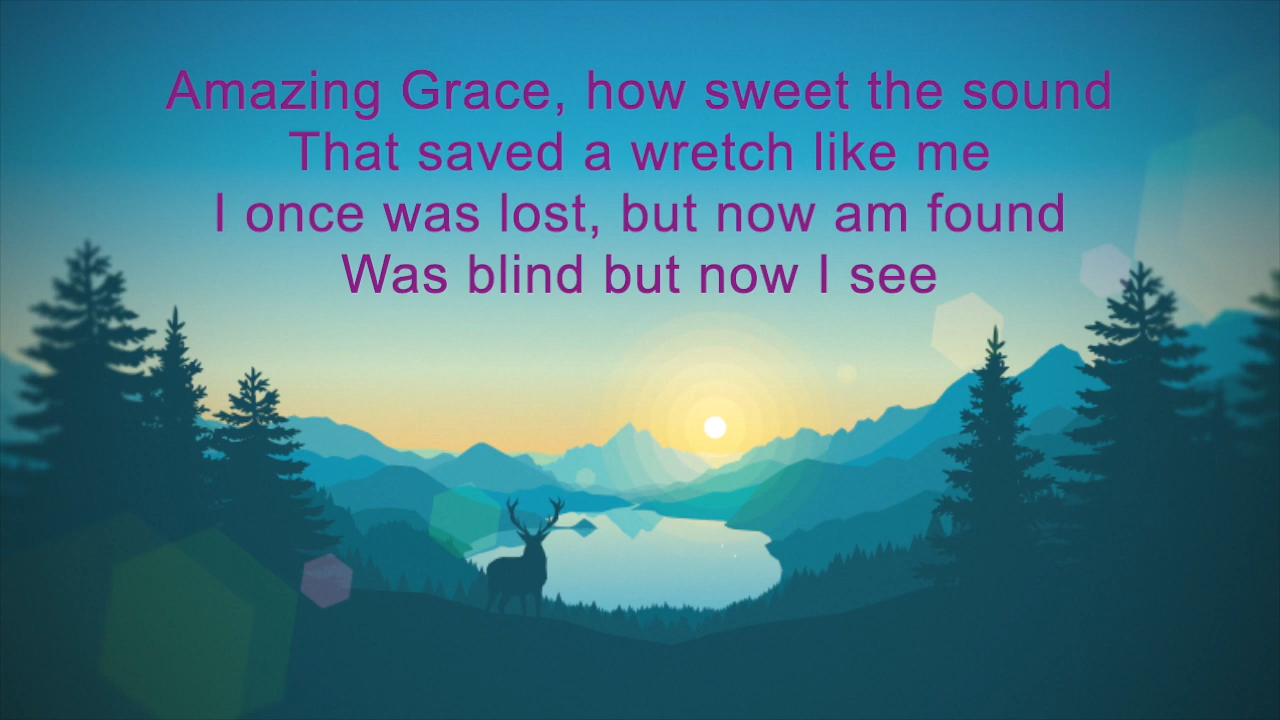 Amazing Grace, how sweet the sound
That saved a wretch like me
I once was lost, but now am found
Was blind but now I see